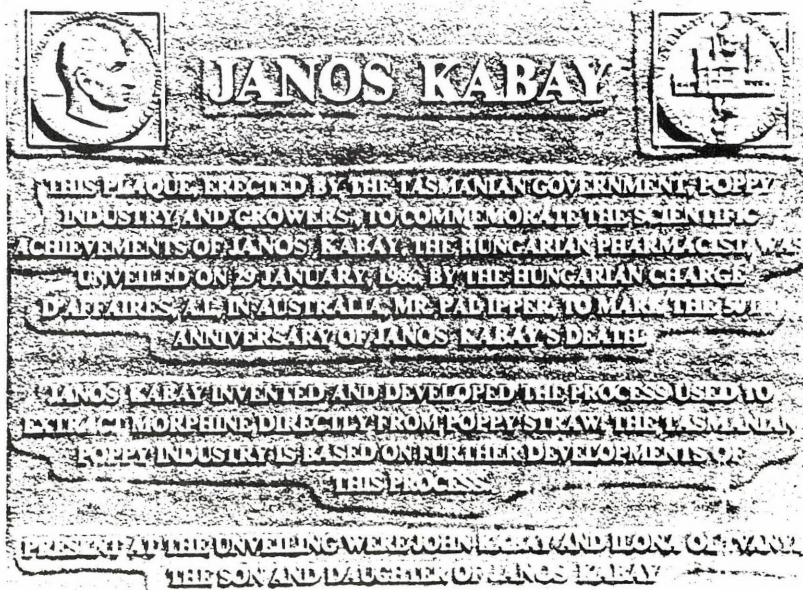 JANOS KABAY
THIS PLAQUE, ERECTED BY THE TASMANIAN GOVERNMENT, POPPY
INDUSTRY AND GROWERS, TO COMMEMORATE THE SCIENTIFIC
ACHIEVEMENTS OF JANOS KABAY, THE HUNGARIAN PHARMACIST, WAS
UNVEILED ON 29 JANUARY, 1986, BY THE HUNGARIAN CHARGE
D'AFFAIRES, A.I., IN AUSTRALIA, MR. PAL IPPER, TO MARK THE 50TH
ANNIVERSARY OF JANOS KABAY'S DEATH.
JANOS KABAY INVENTED AND DEVELOPED THE PROCESS USED TO
EXTRACT MORPHINE DIRECTLY FROM POPPY STRAW. THE TASMANIAN
POPPY INDUSTRY IS BASED ON FURTHER DEVELOPMENTS OF
THIS PROCESS.
PRESENT AT THE UNVEILING WERE JOHN KABAY AND ILONA
THE SON AND DAUGHTER OF JANOS KABAY